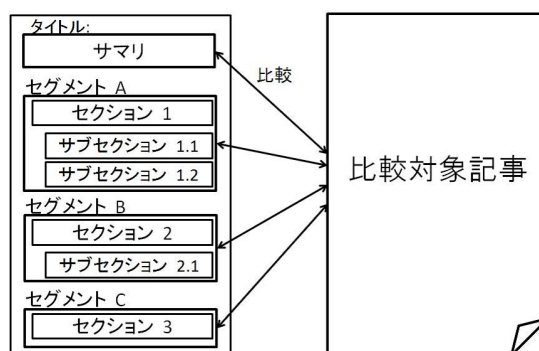 タイトル:
サマリ
比較
セグメント A
セクション 1
サブセクション 1.1
サブセクション 1.2
セグメント B
セクション 2
サブセクション 2.1
セグメント C
セクション 3
比較対象記事